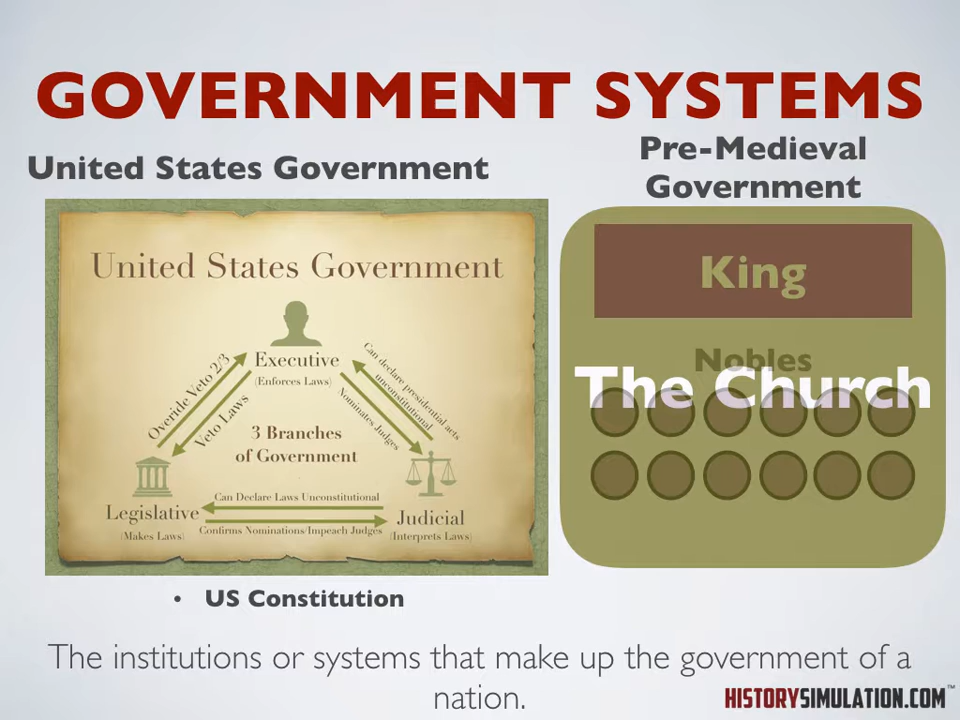 GOVERNMENT SYSTEMS
United States Government
Pre-Medieval
Government
United States Government
Executive
(Enforces Laws)
Override Veto 2/3
Veto Laws
Can declare presidential acts
unconstitutional
Nominates Judges
3 Branches
of Government
Legislative
(Makes Laws)
Can Declare Laws Unconstitutional
Confirms Nominations/Impeach Judges
Judicial
(Interprets Laws)
King
Nobles
The Church
• US Constitution
The institutions or systems that make up the government of a
nation.
HISTORYSIMULATION.COM™